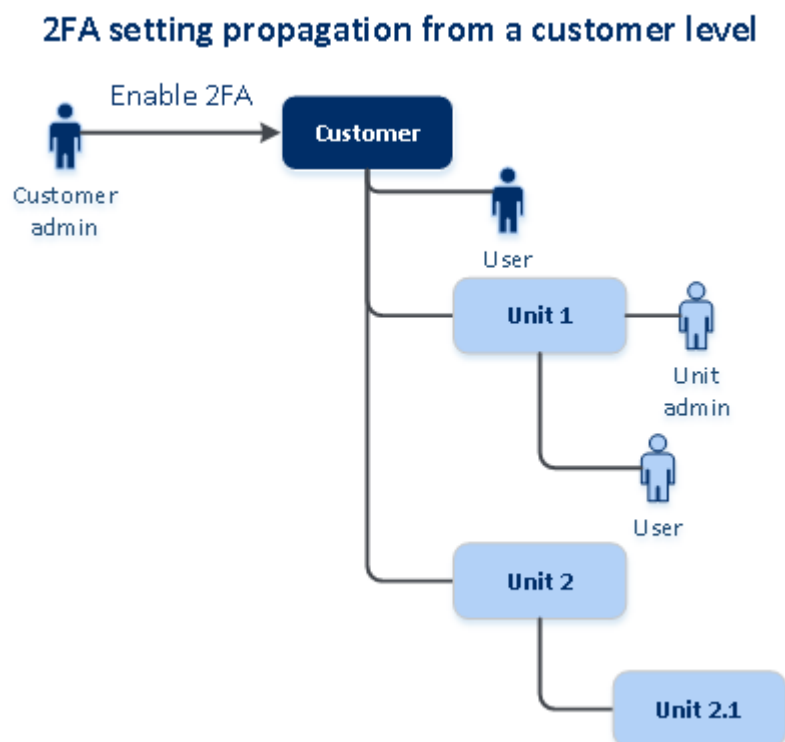 2FA setting propagation from a customer level
Enable 2FA
Customer
Customer
admin
User
Unit 1
Unit
admin
User
Unit 2
Unit 2.1